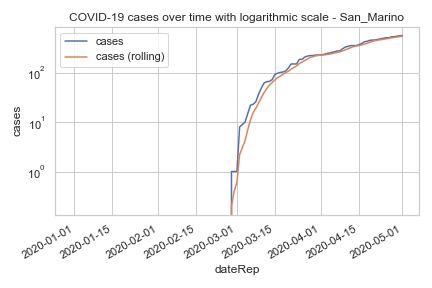 COVID-19 cases over time with logarithmic scale - San_Marino
cases
cases (rolling)
10²
10¹
10⁰
cases
2020-01-01
2020-01-15
2020-02-01
2020-02-15
2020-03-01
2020-03-15
2020-04-01
2020-04-15
2020-05-01
dateRep